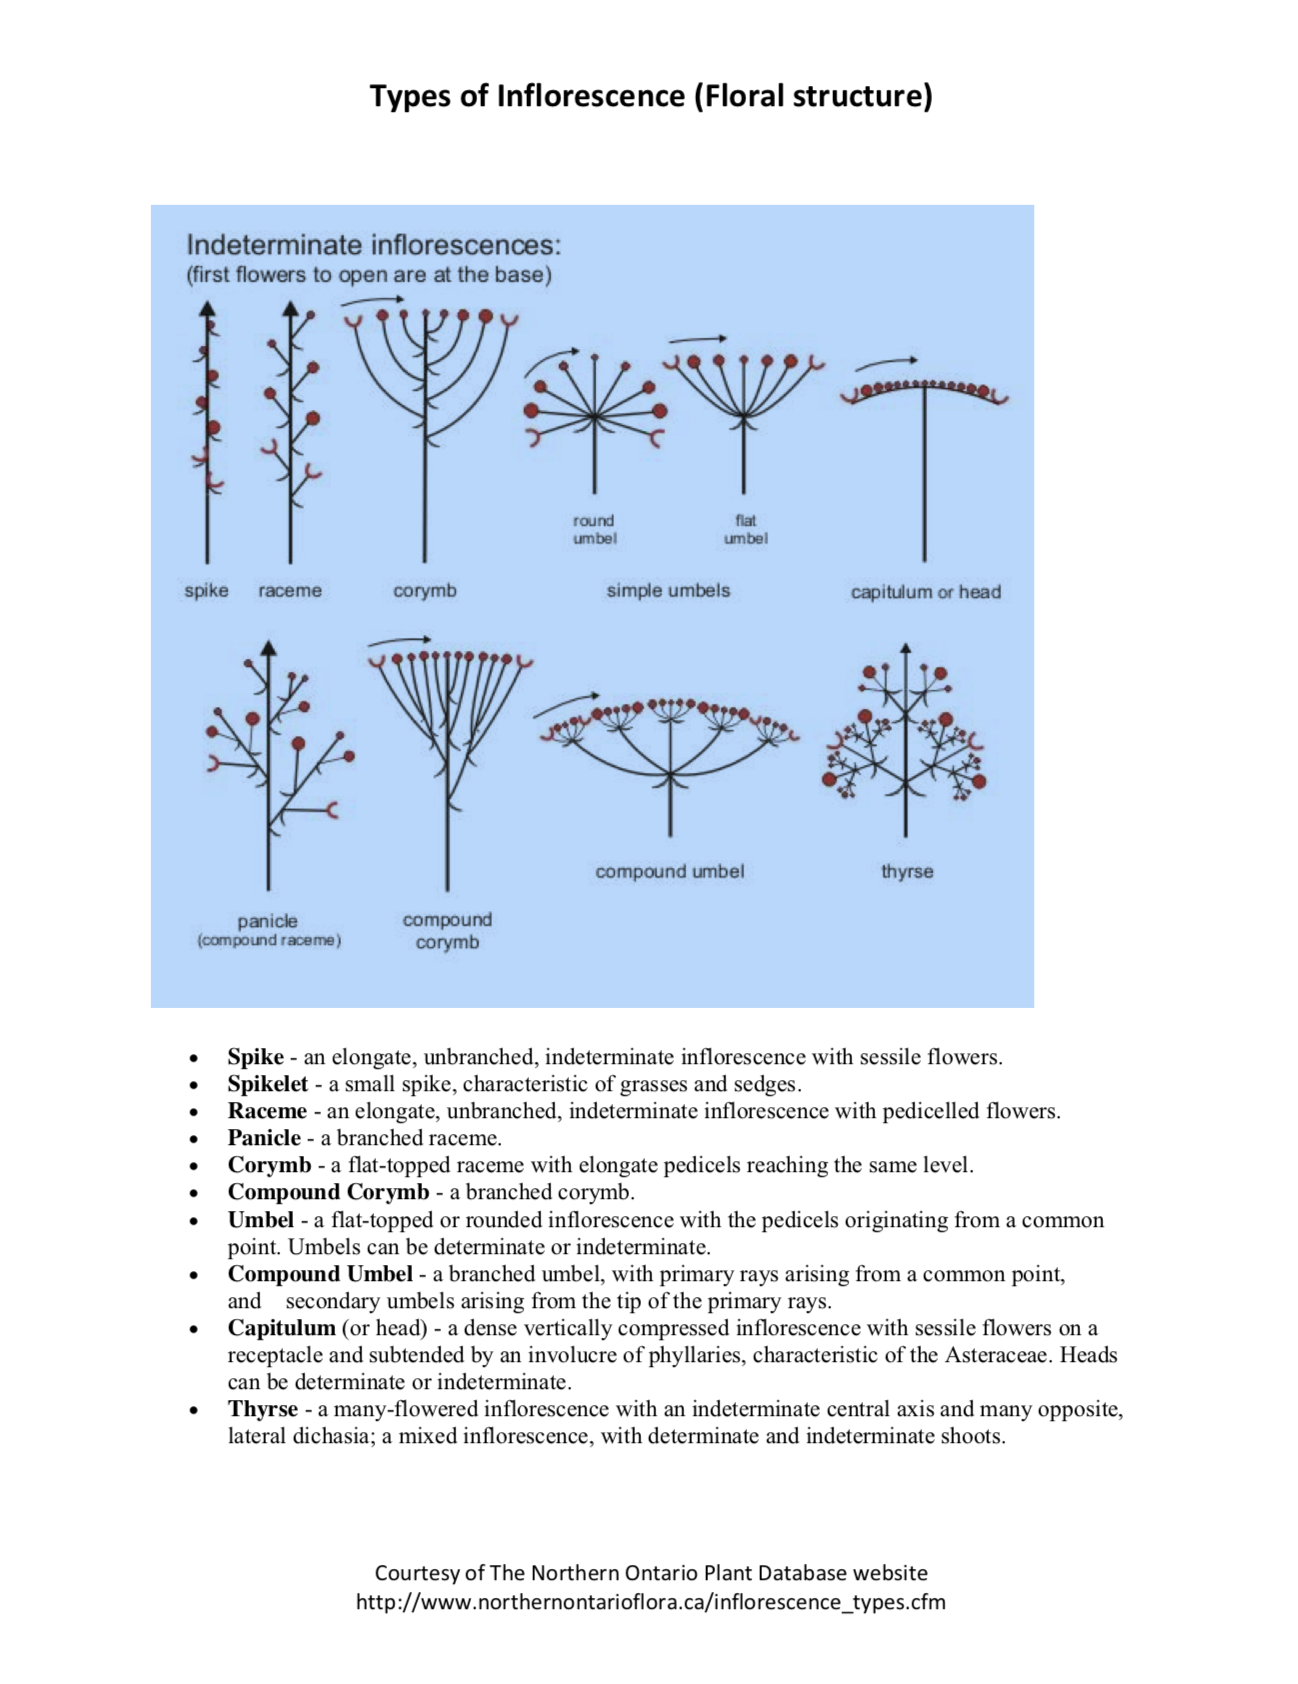 Types of Inflorescence (Floral structure)
Indeterminate inflorescences:
(first flowers to open are at the base)
round
umbel
flat
umbel
spike
raceme
corymb
simple umbels
capitulum or head
compound umbel
thyrse
panicle
(compound raceme)
compound
corymb
• Spike - an elongate, unbranched, indeterminate inflorescence with sessile flowers.
• Spikelet - a small spike, characteristic of grasses and sedges.
• Raceme - an elongate, unbranched, indeterminate inflorescence with pedicelled flowers.
• Panicle - a branched raceme.
• Corymb - a flat-topped raceme with elongate pedicels reaching the same level.
• Compound Corymb - a branched corymb.
• Umbel - a flat-topped or rounded inflorescence with the pedicels originating from a common
point. Umbels can be determinate or indeterminate.
• Compound Umbel - a branched umbel, with primary rays arising from a common point,
and secondary umbels arising from the tip of the primary rays.
• Capitulum (or head) - a dense vertically compressed inflorescence with sessile flowers on a
receptacle and subtended by an involucre of phyllaries, characteristic of the Asteraceae. Heads
can be determinate or indeterminate.
• Thyrse - a many-flowered inflorescence with an indeterminate central axis and many opposite,
lateral dichasia; a mixed inflorescence, with determinate and indeterminate shoots.
Courtesy of The Northern Ontario Plant Database website
http://www.northernontarioflora.ca/inflorescence_types.cfm